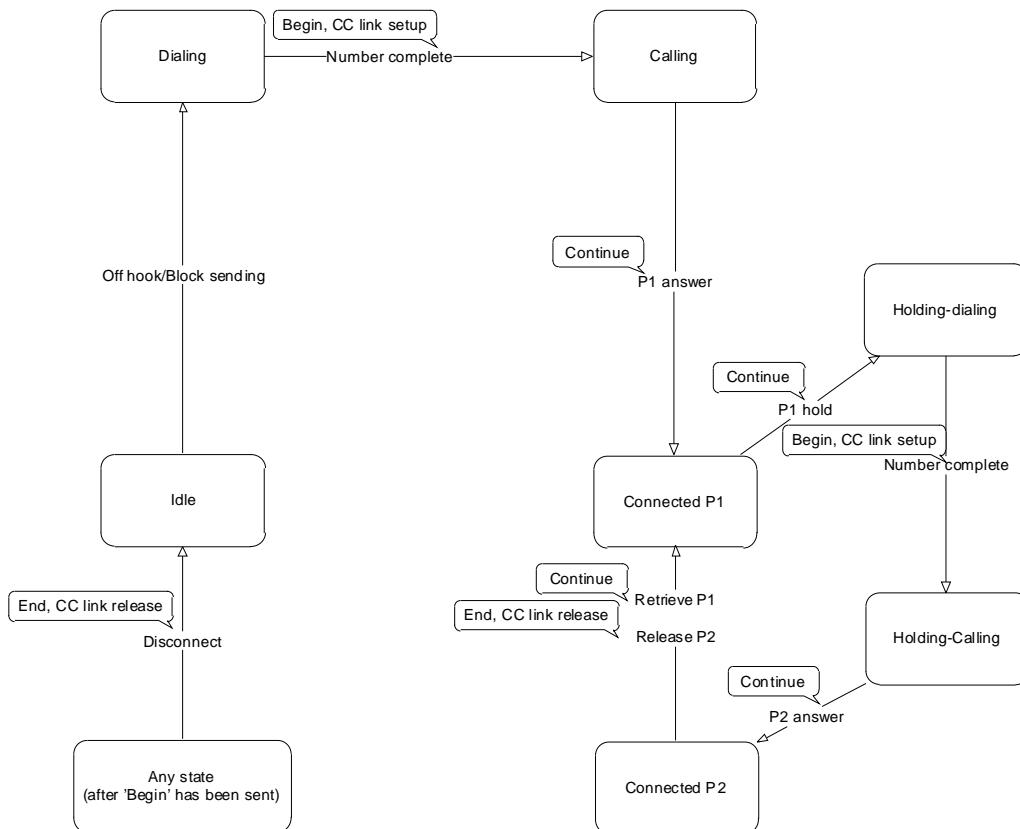 Begin, CC link setup
Dialing
Number complete
Calling
Continue
Off hook/Block sending
P1 answer
Holding-dialing
Continue
P1 hold
Begin, CC link setup
Number complete
Idle
Connected P1
Continue
Retrieve P1
End, CC link release
End, CC link release
Release P2
Disconnect
Holding-Calling
Continue
P2 answer
Any state
(after 'Begin' has been sent)
Connected P2